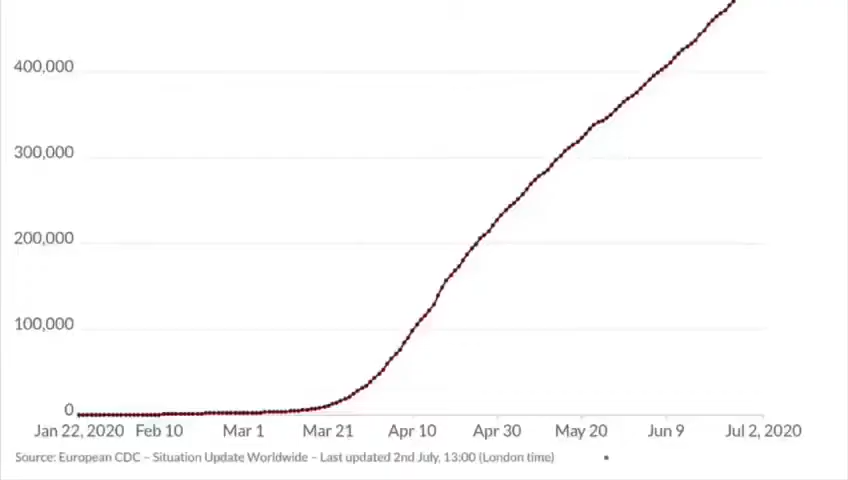 400,000
300,000
200,000
100,000
0
Jan 22, 2020 Feb 10 Mar 1 Mar 21 Apr 10 Apr 30 May 20 Jun 9 Jul 2, 2020
Source: European CDC – Situation Update Worldwide – Last updated 2nd July, 13:00 (London time)